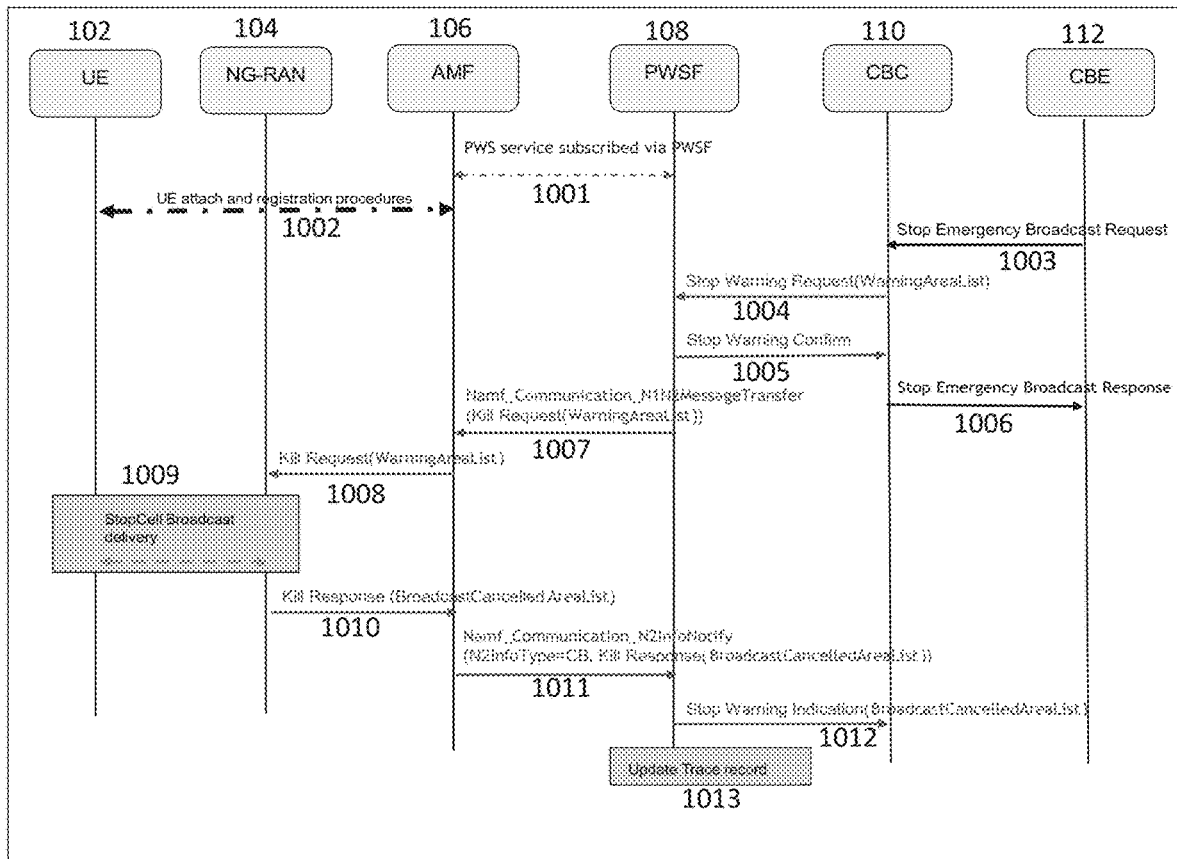 102 104 106 108 110 112
UE NG-RAN AMF PWSF CBC CBE
PWS service subscribed via PWSF
1001
UE attach and registration procedures
1002
Stop Emergency Broadcast Request
1003
Stop Warning Request(WarningAreaList)
1004
Stop Warning Confirm
1005
Stop Emergency Broadcast Response
1006
Namf_Communication_N1N2MessageTransfer
(Kill Request(WarningAreaList))
1007
Kill Request(WarningAreaList)
1008
1009
StopCell Broadcast
delivery
Kill Response (BroadcastCancelled AreaList)
1010
Namf_Communication_N2InfoNotify
(N2InfoType=CB, Kill Response( BroadcastCancelledAreaList))
1011
Stop Warning Indication(BroadcastCancelledAreaList)
1012
Update Trace record
1013